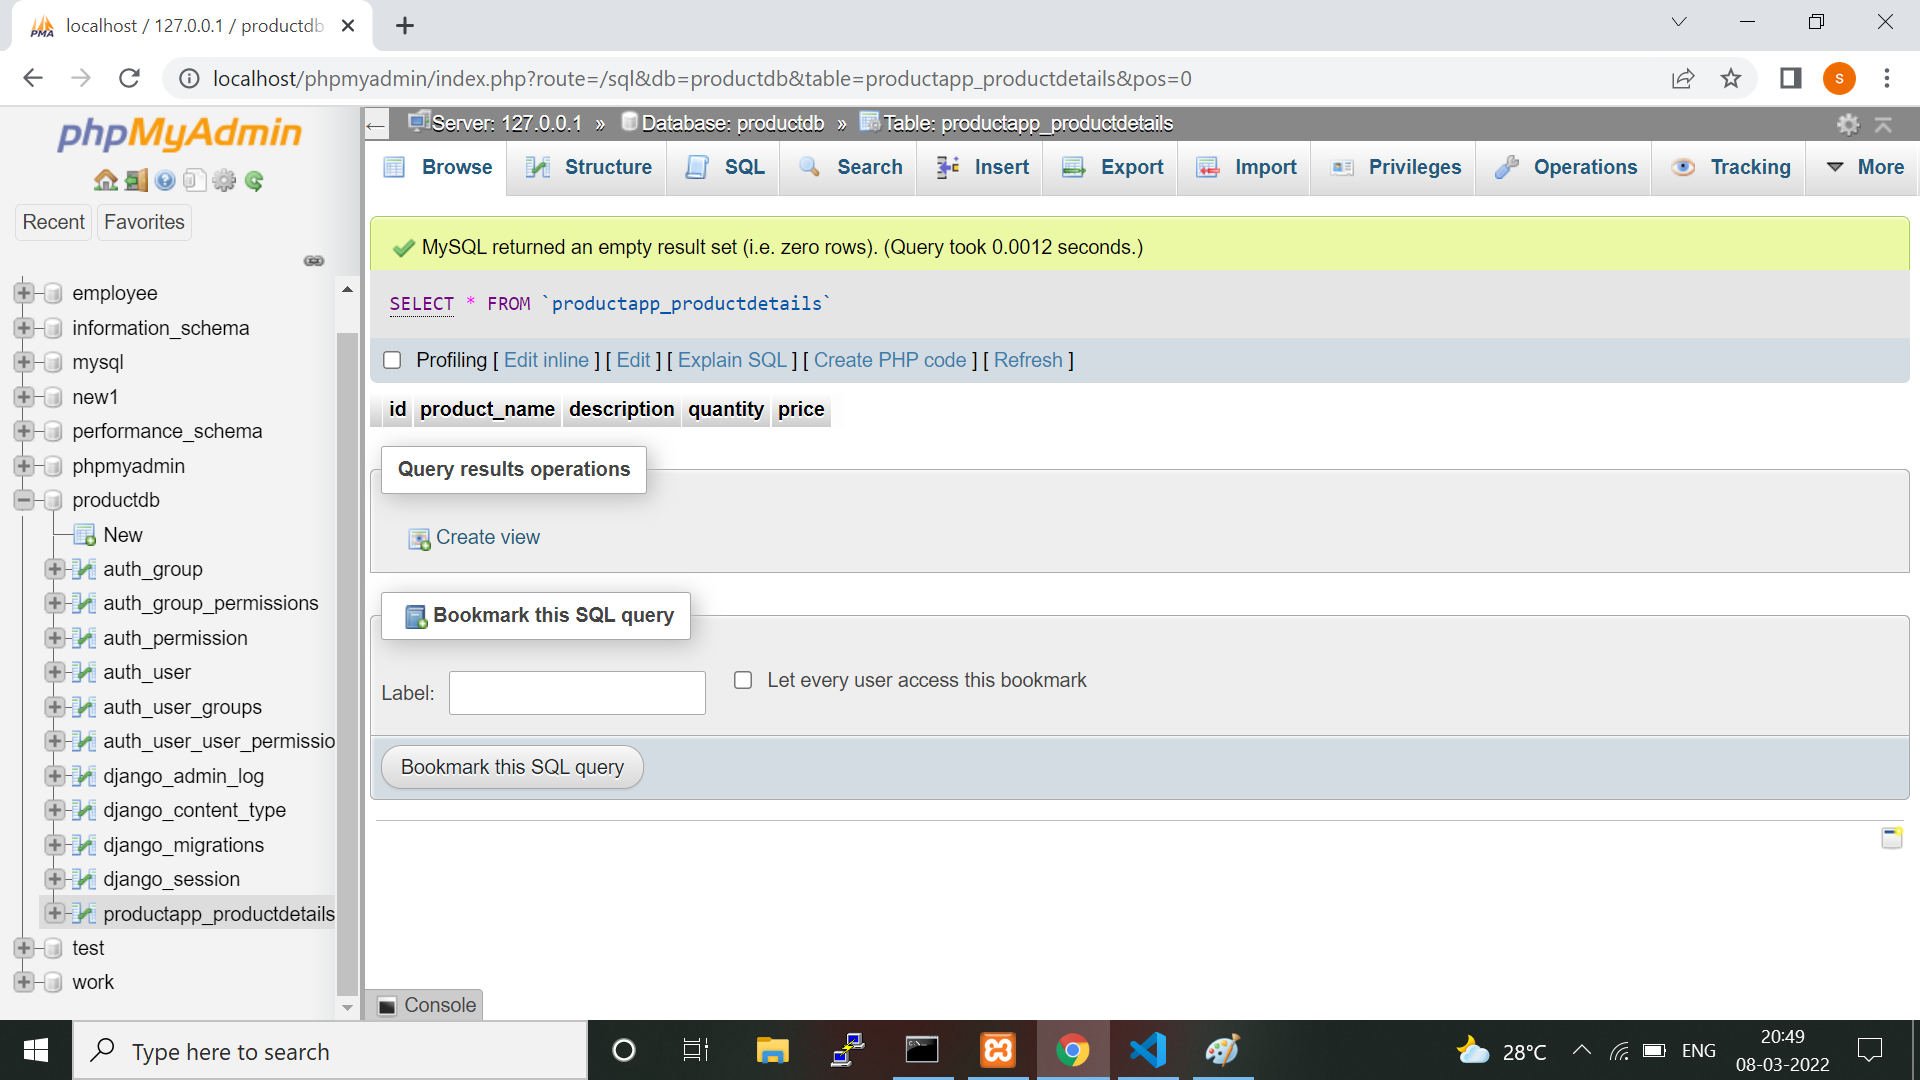 localhost / 127.0.0.1 / productdb
localhost/phpmyadmin/index.php?route=/sql&db=productdb&table=productapp_productdetails&pos=0
s
phpMyAdmin
Recent
Favorites
employee
information_schema
mysql
new1
performance_schema
phpmyadmin
productdb
New
auth_group
auth_group_permissions
auth_permission
auth_user
auth_user_groups
auth_user_user_permissio
django_admin_log
django_content_type
django_migrations
django_session
productapp_productdetails
test
work
Server: 127.0.0.1 » Database: productdb » Table: productapp_productdetails
Browse Structure SQL Search Insert Export Import Privileges Operations Tracking More
MySQL returned an empty result set (i.e. zero rows). (Query took 0.0012 seconds.)
SELECT * FROM `productapp_productdetails`
Profiling [ Edit inline ] [ Edit ] [ Explain SQL ] [ Create PHP code ] [ Refresh ]
id product_name description quantity price
Query results operations
Create view
Bookmark this SQL query
Label:
Let every user access this bookmark
Bookmark this SQL query
Console
Type here to search
28°C
ENG
20:49
08-03-2022